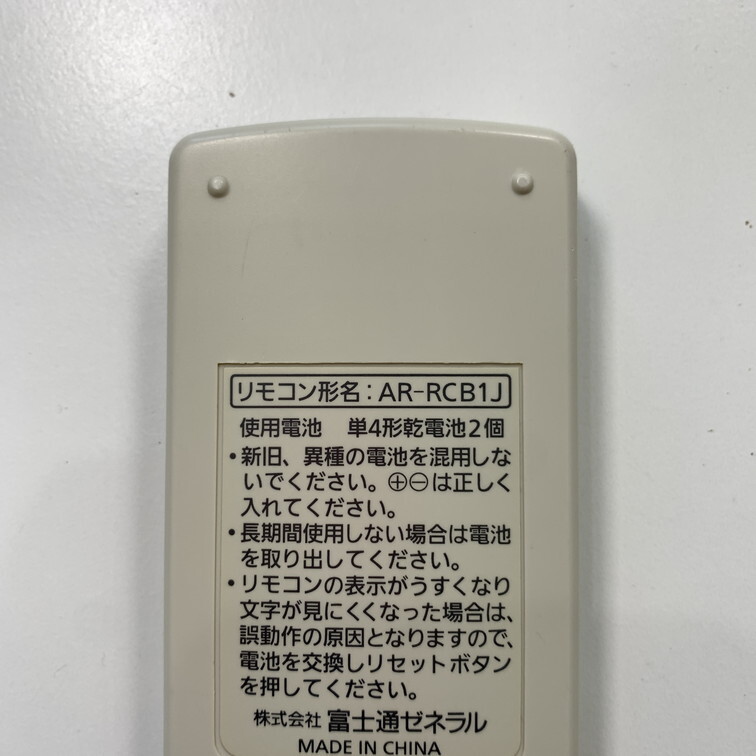 リモコン形名：AR-RCB1J
使用電池　単4形乾電池2個
・新旧、異種の電池を混用しな
いでください。⊕⊖は正しく
入れてください。
・長期間使用しない場合は電池
を取り出してください。
・リモコンの表示がうすくなり
文字が見にくくなった場合は、
誤動作の原因となりますので、
電池を交換しリセットボタン
を押してください。
株式会社 富士通ゼネラル
MADE IN CHINA